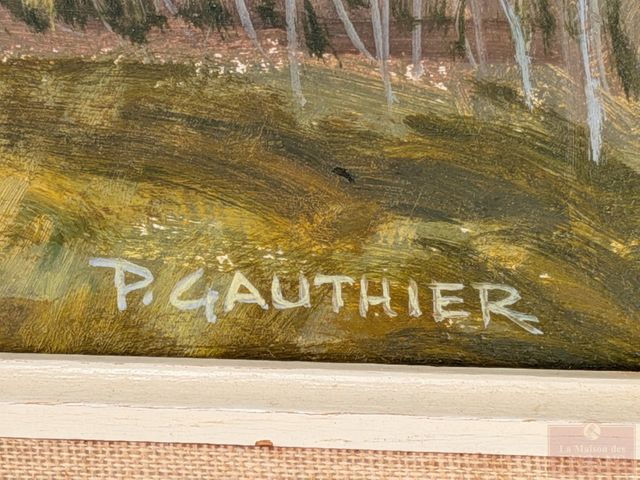 P. GAUTHIER
La Maison des